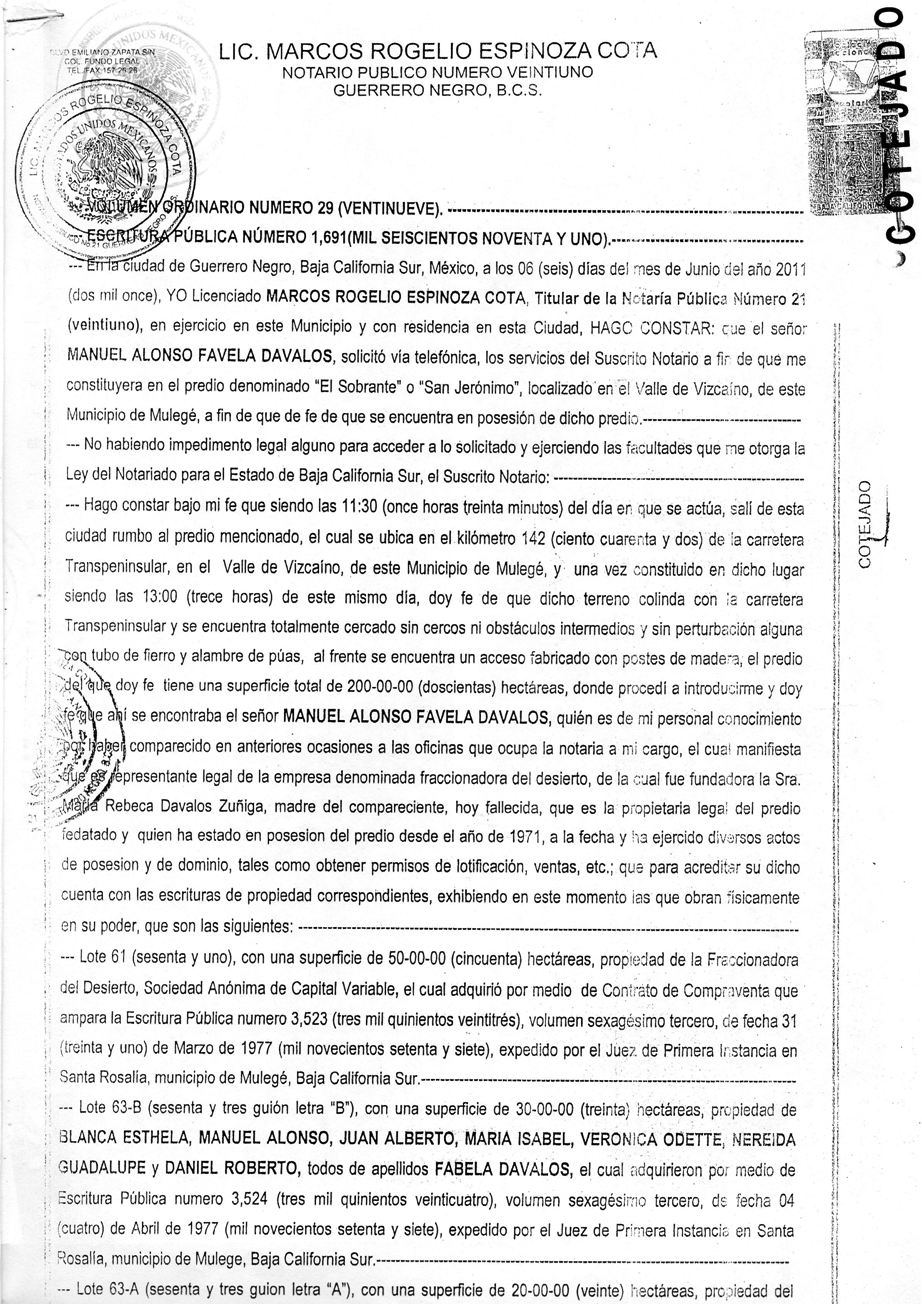 BLVD EMILIANO ZAPATA S/N
COL. FUNDO LEGAL
TEL./FAX 157-26-26
LIC. MARCOS ROGELIO ESPINOZA COTA
NOTARIO PUBLICO NUMERO VEINTIUNO
GUERRERO NEGRO, B.C.S.
COTEJADO
LIC. MARCOS ROGELIO ESPINOZA COTA
ESTADOS UNIDOS MEXICANOS
--- VOLUMEN ORDINARIO NUMERO 29 (VENTINUEVE). ---
--- ESCRITURA PÚBLICA NÚMERO 1,691(MIL SEISCIENTOS NOVENTA Y UNO).---
--- En la ciudad de Guerrero Negro, Baja California Sur, México, a los 06 (seis) días del mes de Junio del año 2011
(dos mil once), YO Licenciado MARCOS ROGELIO ESPINOZA COTA, Titular de la Notaría Pública Número 21
(veintiuno), en ejercicio en este Municipio y con residencia en esta Ciudad, HAGO CONSTAR: que el señor
MANUEL ALONSO FAVELA DAVALOS, solicitó vía telefónica, los servicios del Suscrito Notario a fin de que me
constituyera en el predio denominado “El Sobrante” o “San Jerónimo”, localizado en el Valle de Vizcaíno, de este
Municipio de Mulegé, a fin de que de fe de que se encuentra en posesión de dicho predio.---
--- No habiendo impedimento legal alguno para acceder a lo solicitado y ejerciendo las facultades que me otorga la
Ley del Notariado para el Estado de Baja California Sur, el Suscrito Notario: ---
--- Hago constar bajo mi fe que siendo las 11:30 (once horas treinta minutos) del día en que se actúa, salí de esta
ciudad rumbo al predio mencionado, el cual se ubica en el kilómetro 142 (ciento cuarenta y dos) de la carretera
Transpeninsular, en el Valle de Vizcaíno, de este Municipio de Mulegé, y una vez constituido en dicho lugar
siendo las 13:00 (trece horas) de este mismo día, doy fe de que dicho terreno colinda con la carretera
Transpeninsular y se encuentra totalmente cercado sin cercos ni obstáculos intermedios y sin perturbación alguna
con tubo de fierro y alambre de púas, al frente se encuentra un acceso fabricado con postes de madera, el predio
del que doy fe tiene una superficie total de 200-00-00 (doscientas) hectáreas, donde procedí a introducirme y doy
fe que ahí se encontraba el señor MANUEL ALONSO FAVELA DAVALOS, quién es de mi personal conocimiento
por haber comparecido en anteriores ocasiones a las oficinas que ocupa la notaria a mi cargo, el cual manifiesta
que es representante legal de la empresa denominada fraccionadora del desierto, de la cual fue fundadora la Sra.
María Rebeca Davalos Zuñiga, madre del compareciente, hoy fallecida, que es la propietaria legal del predio
fedatado y quien ha estado en posesion del predio desde el año de 1971, a la fecha y ha ejercido diversos actos
de posesion y de dominio, tales como obtener permisos de lotificación, ventas, etc.; que para acreditar su dicho
cuenta con las escrituras de propiedad correspondientes, exhibiendo en este momento las que obran físicamente
en su poder, que son las siguientes: ---
--- Lote 61 (sesenta y uno), con una superficie de 50-00-00 (cincuenta) hectáreas, propiedad de la Fraccionadora
del Desierto, Sociedad Anónima de Capital Variable, el cual adquirió por medio de Contrato de Compraventa que
ampara la Escritura Pública numero 3,523 (tres mil quinientos veintitrés), volumen sexagésimo tercero, de fecha 31
(treinta y uno) de Marzo de 1977 (mil novecientos setenta y siete), expedido por el Juez de Primera Instancia en
Santa Rosalía, municipio de Mulegé, Baja California Sur.---
--- Lote 63-B (sesenta y tres guión letra “B”), con una superficie de 30-00-00 (treinta) hectáreas, propiedad de
BLANCA ESTHELA, MANUEL ALONSO, JUAN ALBERTO, MARIA ISABEL, VERONICA ODETTE, NEREIDA
GUADALUPE y DANIEL ROBERTO, todos de apellidos FABELA DAVALOS, el cual adquirieron por medio de
Escritura Pública numero 3,524 (tres mil quinientos veinticuatro), volumen sexagésimo tercero, de fecha 04
(cuatro) de Abril de 1977 (mil novecientos setenta y siete), expedido por el Juez de Primera Instancia en Santa
Rosalía, municipio de Mulege, Baja California Sur.---
--- Lote 63-A (sesenta y tres guion letra “A”), con una superficie de 20-00-00 (veinte) hectáreas, propiedad del
COTEJADO